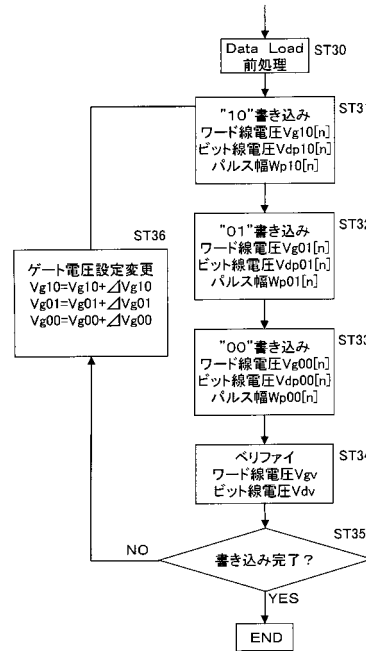 Data Load
前処理
ST30
"10"書き込み
ワード線電圧Vg10[n]
ビット線電圧Vdp10[n]
パルス幅Wp10[n]
ST31
"01"書き込み
ワード線電圧Vg01[n]
ビット線電圧Vdp01[n]
パルス幅Wp01[n]
ST32
ST36
ゲート電圧設定変更
Vg10=Vg10+⊿Vg10
Vg01=Vg01+⊿Vg01
Vg00=Vg00+⊿Vg00
"00"書き込み
ワード線電圧Vg00[n]
ビット線電圧Vdp00[n]
パルス幅Wp00[n]
ST33
ベリファイ
ワード線電圧Vgv
ビット線電圧Vdv
ST34
書き込み完了?
ST35
NO
YES
END